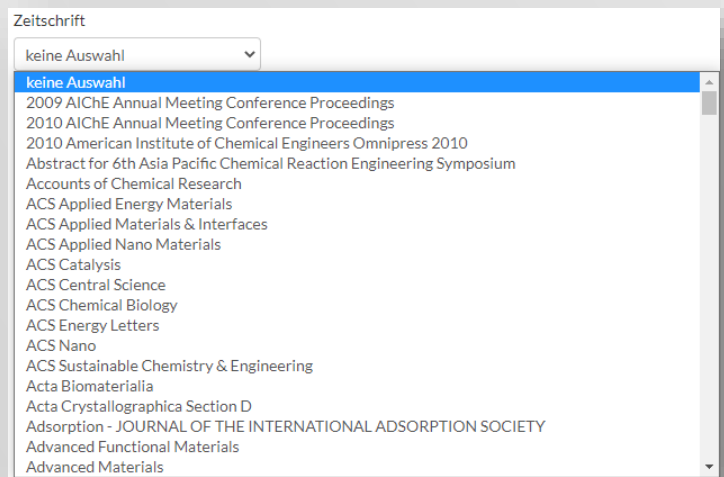 Zeitschrift
keine Auswahl
keine Auswahl
2009 AIChE Annual Meeting Conference Proceedings
2010 AIChE Annual Meeting Conference Proceedings
2010 American Institute of Chemical Engineers Omnipress 2010
Abstract for 6th Asia Pacific Chemical Reaction Engineering Symposium
Accounts of Chemical Research
ACS Applied Energy Materials
ACS Applied Materials & Interfaces
ACS Applied Nano Materials
ACS Catalysis
ACS Central Science
ACS Chemical Biology
ACS Energy Letters
ACS Nano
ACS Sustainable Chemistry & Engineering
Acta Biomaterialia
Acta Crystallographica Section D
Adsorption - JOURNAL OF THE INTERNATIONAL ADSORPTION SOCIETY
Advanced Functional Materials
Advanced Materials